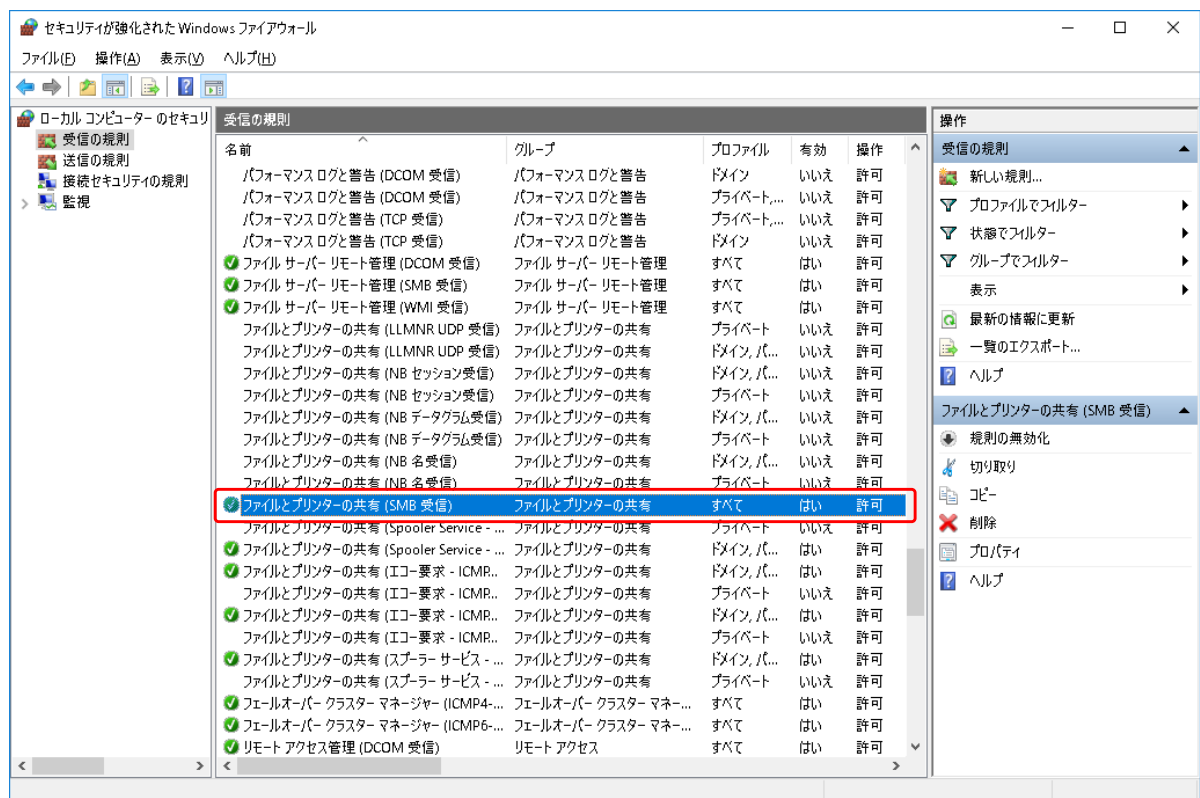 セキュリティが強化された Windows ファイアウォール
ファイル(F) 操作(A) 表示(V) ヘルプ(H)
ローカル コンピューター のセキュリ
受信の規則
送信の規則
接続セキュリティの規則
監視
受信の規則
名前 グループ プロファイル 有効 操作
パフォーマンス ログと警告 (DCOM 受信) パフォーマンス ログと警告 ドメイン いいえ 許可
パフォーマンス ログと警告 (DCOM 受信) パフォーマンス ログと警告 プライベート,... いいえ 許可
パフォーマンス ログと警告 (TCP 受信) パフォーマンス ログと警告 プライベート,... いいえ 許可
パフォーマンス ログと警告 (TCP 受信) パフォーマンス ログと警告 ドメイン いいえ 許可
ファイル サーバー リモート管理 (DCOM 受信) ファイル サーバー リモート管理 すべて はい 許可
ファイル サーバー リモート管理 (SMB 受信) ファイル サーバー リモート管理 すべて はい 許可
ファイル サーバー リモート管理 (WMI 受信) ファイル サーバー リモート管理 すべて はい 許可
ファイルとプリンターの共有 (LLMNR UDP 受信) ファイルとプリンターの共有 プライベート いいえ 許可
ファイルとプリンターの共有 (LLMNR UDP 受信) ファイルとプリンターの共有 ドメイン, パ... いいえ 許可
ファイルとプリンターの共有 (NB セッション受信) ファイルとプリンターの共有 ドメイン, パ... いいえ 許可
ファイルとプリンターの共有 (NB セッション受信) ファイルとプリンターの共有 プライベート いいえ 許可
ファイルとプリンターの共有 (NB データグラム受信) ファイルとプリンターの共有 ドメイン, パ... いいえ 許可
ファイルとプリンターの共有 (NB データグラム受信) ファイルとプリンターの共有 プライベート いいえ 許可
ファイルとプリンターの共有 (NB 名受信) ファイルとプリンターの共有 ドメイン, パ... いいえ 許可
ファイルとプリンターの共有 (NB 名受信) ファイルとプリンターの共有 プライベート いいえ 許可
ファイルとプリンターの共有 (SMB 受信) ファイルとプリンターの共有 すべて はい 許可
ファイルとプリンターの共有 (Spooler Service - ... ファイルとプリンターの共有 プライベート いいえ 許可
ファイルとプリンターの共有 (Spooler Service - ... ファイルとプリンターの共有 ドメイン, パ... はい 許可
ファイルとプリンターの共有 (エコー要求 - ICMP... ファイルとプリンターの共有 ドメイン, パ... はい 許可
ファイルとプリンターの共有 (エコー要求 - ICMP... ファイルとプリンターの共有 プライベート いいえ 許可
ファイルとプリンターの共有 (エコー要求 - ICMP... ファイルとプリンターの共有 ドメイン, パ... はい 許可
ファイルとプリンターの共有 (エコー要求 - ICMP... ファイルとプリンターの共有 プライベート いいえ 許可
ファイルとプリンターの共有 (スプーラー サービス - ... ファイルとプリンターの共有 ドメイン, パ... はい 許可
ファイルとプリンターの共有 (スプーラー サービス - ... ファイルとプリンターの共有 プライベート いいえ 許可
フェールオーバー クラスター マネージャー (ICMP4-... フェールオーバー クラスター マネー... すべて はい 許可
フェールオーバー クラスター マネージャー (ICMP6-... フェールオーバー クラスター マネー... すべて はい 許可
リモート アクセス管理 (DCOM 受信) リモート アクセス すべて はい 許可
操作
受信の規則
新しい規則...
プロファイルでフィルター
状態でフィルター
グループでフィルター
表示
最新の情報に更新
一覧のエクスポート...
ヘルプ
ファイルとプリンターの共有 (SMB 受信)
規則の無効化
切り取り
コピー
削除
プロパティ
ヘルプ